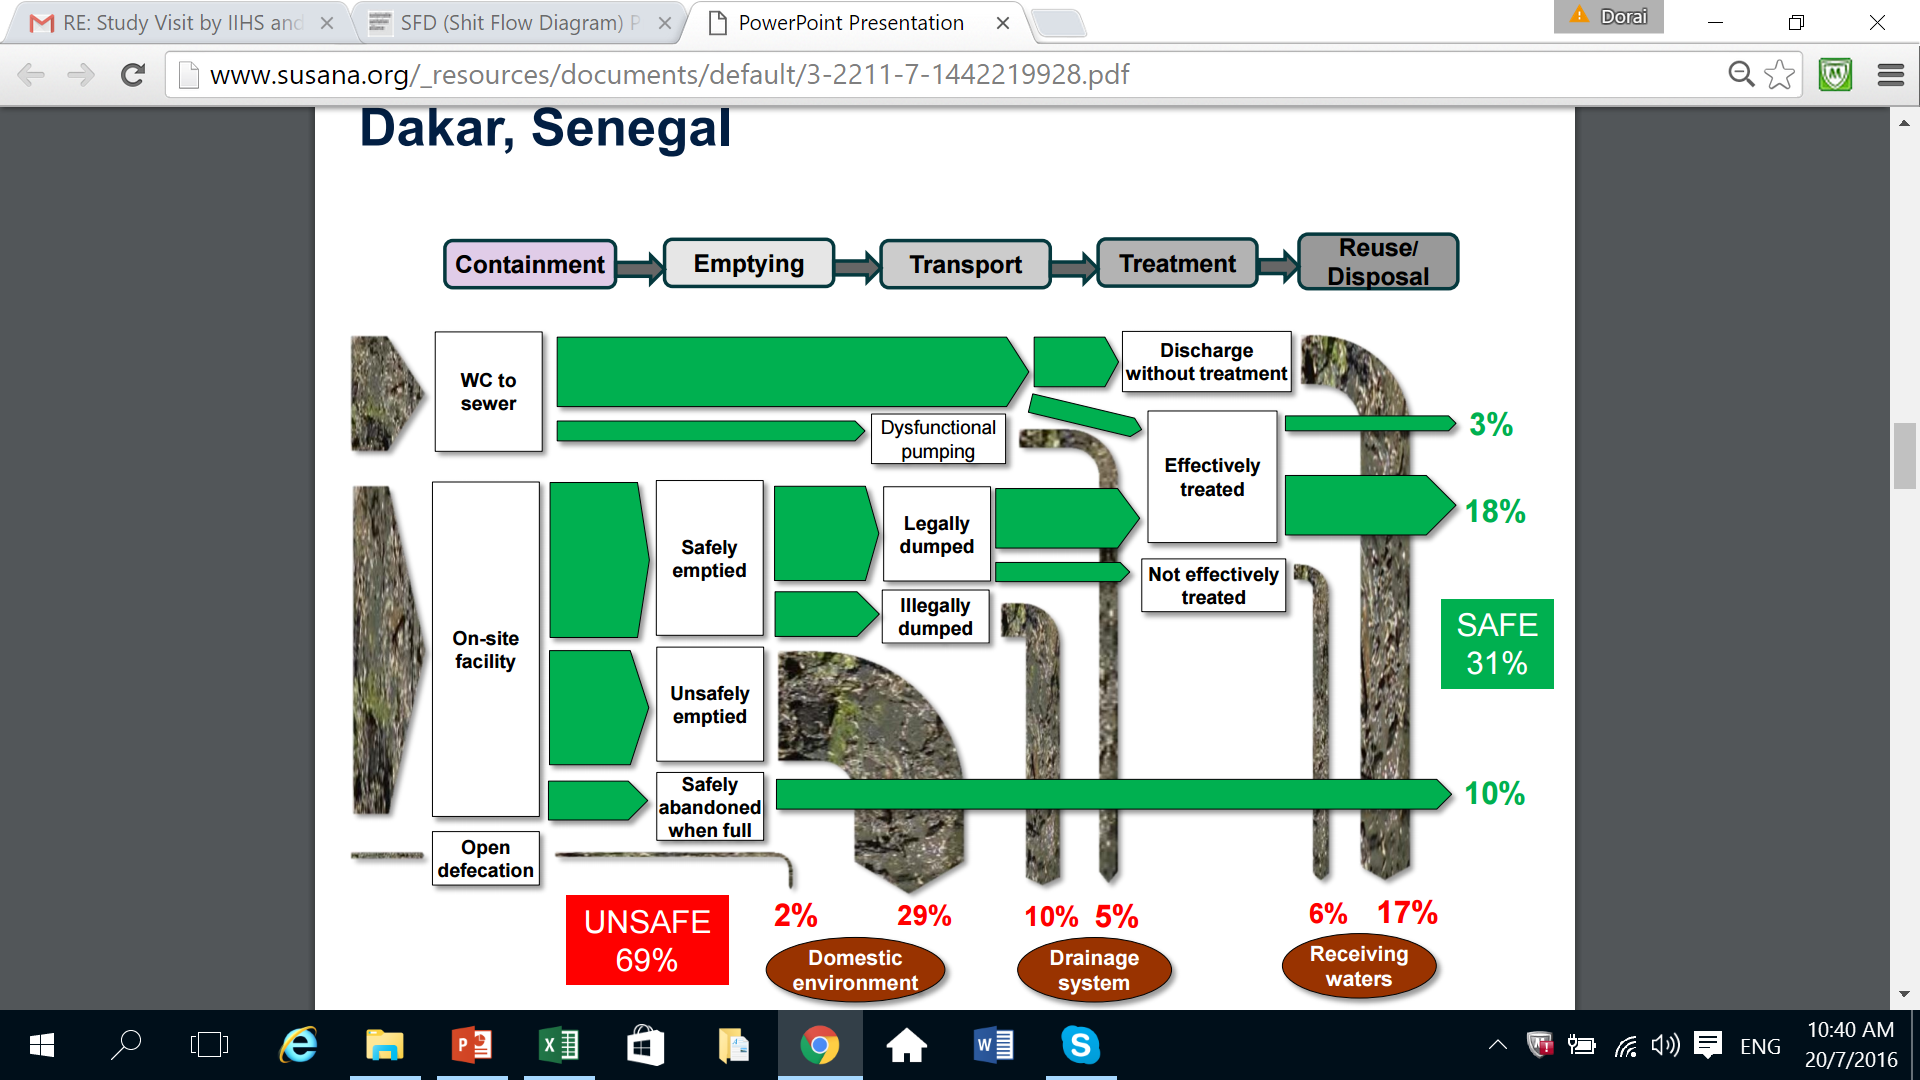 RE: Study Visit by IIHS and
SFD (Shit Flow Diagram) P
PowerPoint Presentation
Dorai
www.susana.org/_resources/documents/default/3-2211-7-1442219928.pdf
Dakar, Senegal
Containment
Emptying
Transport
Treatment
Reuse/
Disposal
WC to
sewer
Discharge
without treatment
Dysfunctional
pumping
Effectively
treated
3%
18%
On-site
facility
Safely
emptied
Legally
dumped
Illegally
dumped
Not effectively
treated
SAFE
31%
Unsafely
emptied
Safely
abandoned
when full
10%
Open
defecation
UNSAFE
69%
2%
29%
10%
5%
6%
17%
Domestic
environment
Drainage
system
Receiving
waters
ENG
10:40 AM
20/7/2016